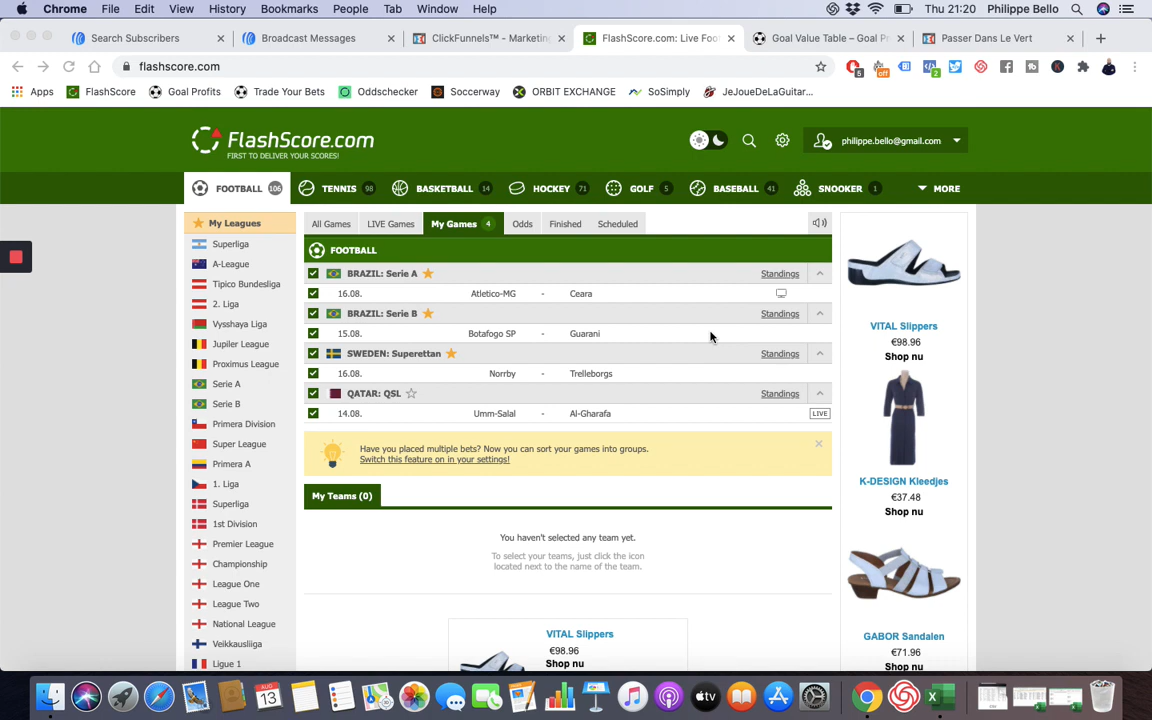 Chrome File Edit View History Bookmarks People Tab Window Help Thu 21:20 Philippe Bello
Search Subscribers Broadcast Messages ClickFunnels™ - Marketin FlashScore.com: Live Foot Goal Value Table – Goal Pr Passer Dans Le Vert
flashscore.com 5 off 2
Apps FlashScore Goal Profits Trade Your Bets Oddschecker Soccerway ORBIT EXCHANGE SoSimply JeJoueDeLaGuitar...
FlashScore.com
FIRST TO DELIVER YOUR SCORES!
philippe.bello@gmail.com
FOOTBALL 106 TENNIS 98 BASKETBALL 14 HOCKEY 71 GOLF 5 BASEBALL 41 SNOOKER 1 MORE
My Leagues
Superliga
A-League
Tipico Bundesliga
2. Liga
Vysshaya Liga
Jupiler League
Proximus League
Serie A
Serie B
Primera Division
Super League
Primera A
1. Liga
Superliga
1st Division
Premier League
Championship
League One
League Two
National League
Veikkausliiga
Ligue 1
All Games LIVE Games My Games 4 Odds Finished Scheduled
FOOTBALL
BRAZIL: Serie A Standings
16.08. Atletico-MG - Ceara
BRAZIL: Serie B Standings
15.08. Botafogo SP - Guarani
SWEDEN: Superettan Standings
16.08. Norrby - Trelleborgs
QATAR: QSL Standings
14.08. Umm-Salal - Al-Gharafa LIVE
Have you placed multiple bets? Now you can sort your games into groups.
Switch this feature on in your settings!
My Teams (0)
You haven't selected any team yet.
To select your teams, just click the icon
located next to the name of the team.
VITAL Slippers
€98.96
Shop nu
VITAL Slippers
€98.96
Shop nu
K-DESIGN Kleedjes
€37.48
Shop nu
GABOR Sandalen
€71.96
Shop nu
AUG
13
tv